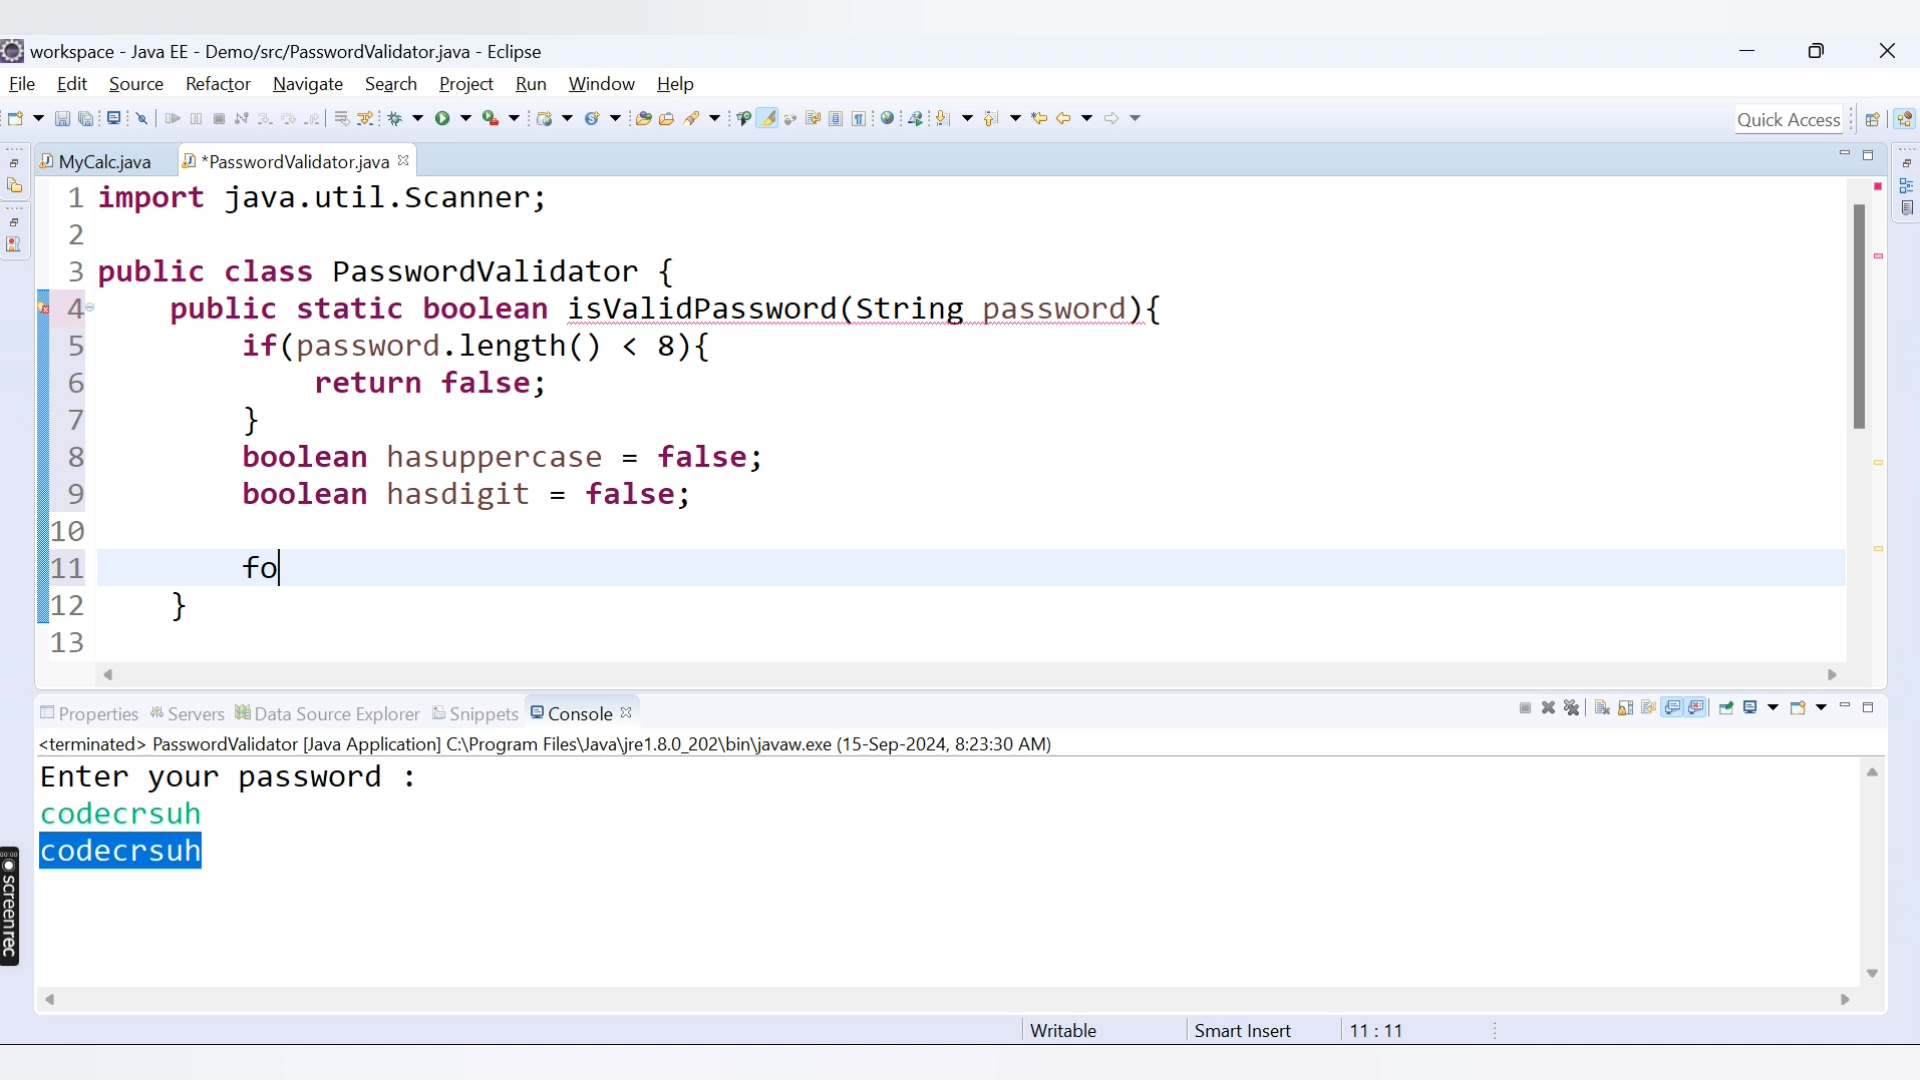 workspace - Java EE - Demo/src/PasswordValidator.java - Eclipse
File Edit Source Refactor Navigate Search Project Run Window Help
Quick Access
MyCalc.java *PasswordValidator.java
1 import java.util.Scanner;
2
3 public class PasswordValidator {
4 public static boolean isValidPassword(String password){
5 if(password.length() < 8){
6 return false;
7 }
8 boolean hasuppercase = false;
9 boolean hasdigit = false;
10
11 fo
12 }
13
Properties Servers Data Source Explorer Snippets Console
<terminated> PasswordValidator [Java Application] C:\Program Files\Java\jre1.8.0_202\bin\javaw.exe (15-Sep-2024, 8:23:30 AM)
Enter your password :
codecrsuh
codecrsuh
screenrec
Writable Smart Insert 11 : 11